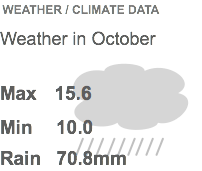 WEATHER / CLIMATE DATA
Weather in October
Max 15.6
Min 10.0
Rain 70.8mm